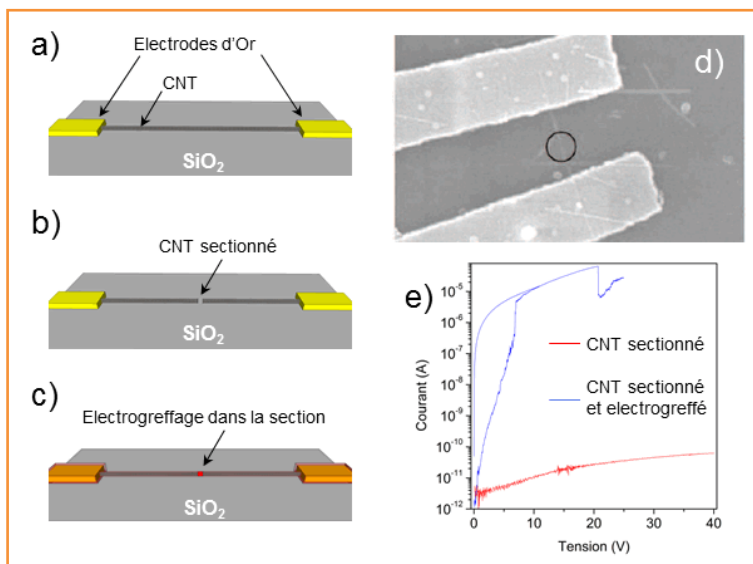 a)
Electrodes d'Or
CNT
SiO₂
b)
CNT sectionné
SiO₂
c)
Electrogreffage dans la section
SiO₂
d)
e)
Courant (A)
10⁻⁵
10⁻⁶
10⁻⁷
10⁻⁸
10⁻⁹
10⁻¹⁰
10⁻¹¹
10⁻¹²
CNT sectionné
CNT sectionné
et electrogreffé
0 10 20 30 40
Tension (V)